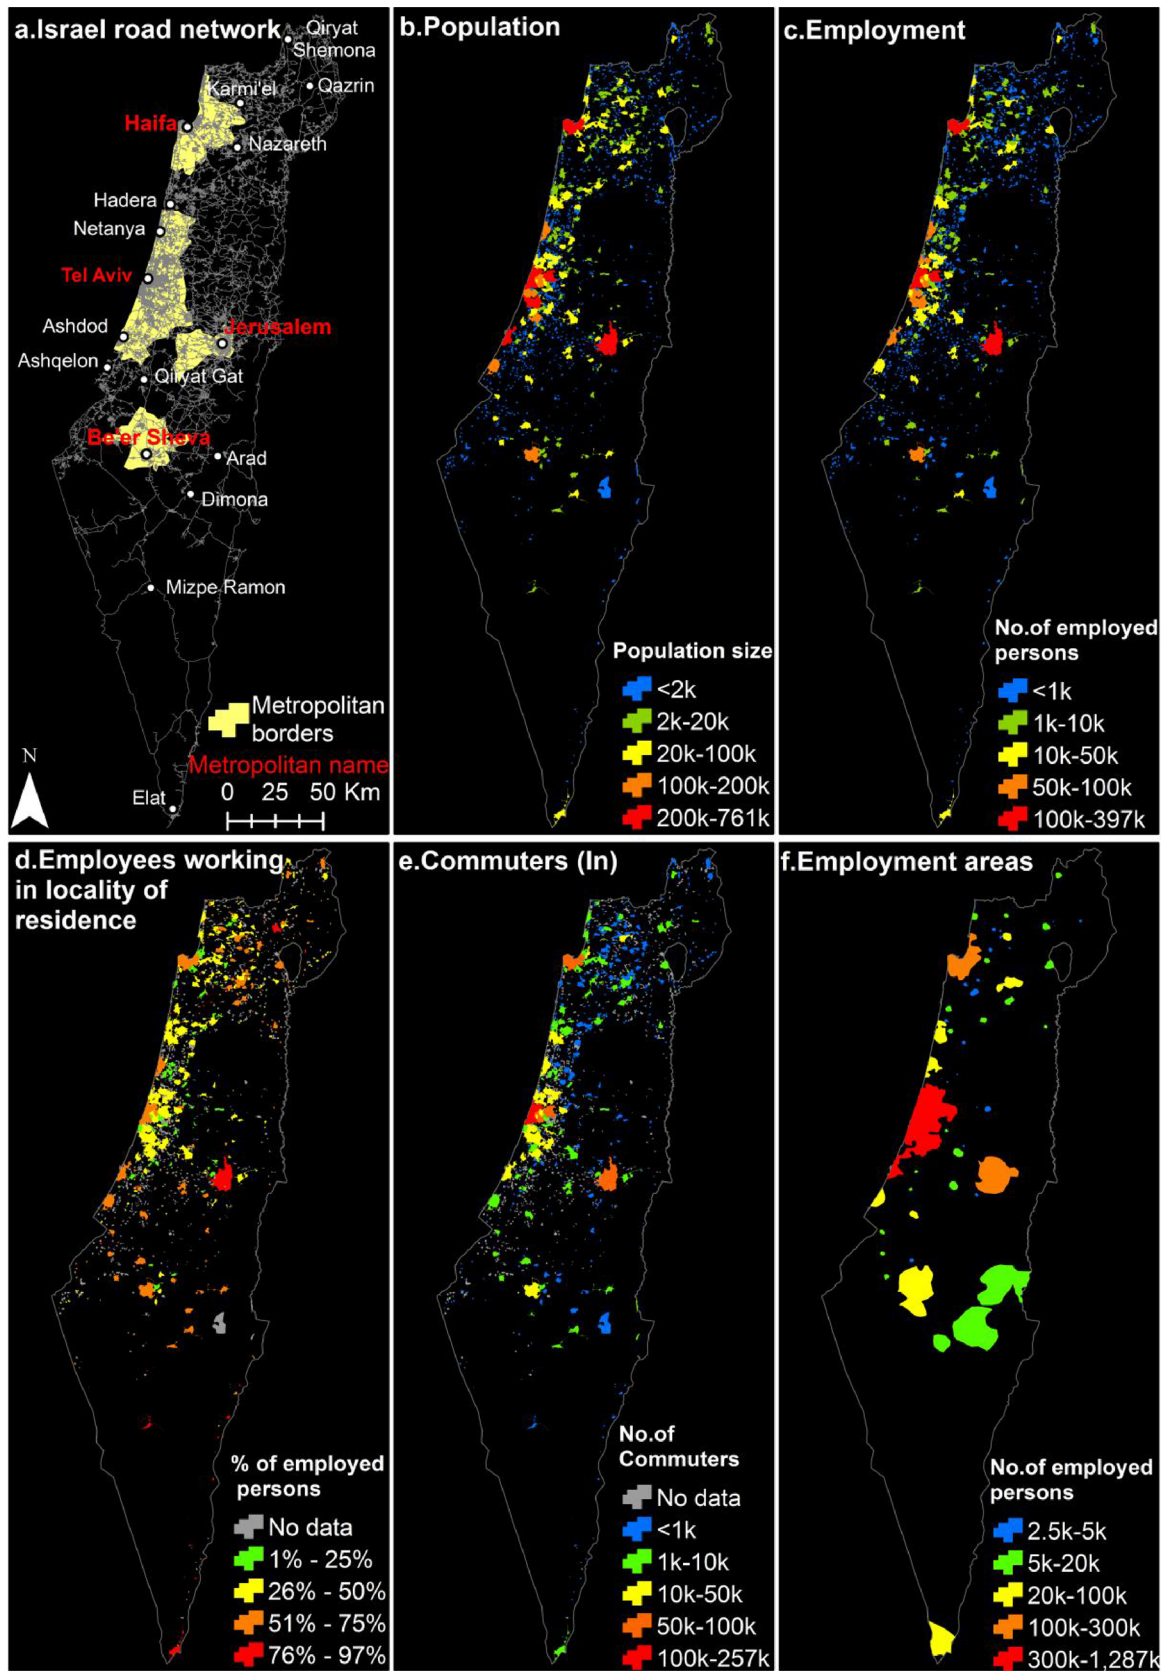 a.Israel road network
Qiryat
Shemona
Karmi'el
Qazrin
Haifa
Nazareth
Hadera
Netanya
Tel Aviv
Ashdod
Jerusalem
Ashqelon
Qiryat Gat
Be'er Sheva
Arad
Dimona
Mizpe Ramon
Metropolitan
borders
Metropolitan name
N
Elat
0 25 50 Km
b.Population
Population size
<2k
2k-20k
20k-100k
100k-200k
200k-761k
c.Employment
No.of employed
persons
<1k
1k-10k
10k-50k
50k-100k
100k-397k
d.Employees working
in locality of
residence
% of employed
persons
No data
1% - 25%
26% - 50%
51% - 75%
76% - 97%
e.Commuters (In)
No.of
Commuters
No data
<1k
1k-10k
10k-50k
50k-100k
100k-257k
f.Employment areas
No.of employed
persons
2.5k-5k
5k-20k
20k-100k
100k-300k
300k-1,287k